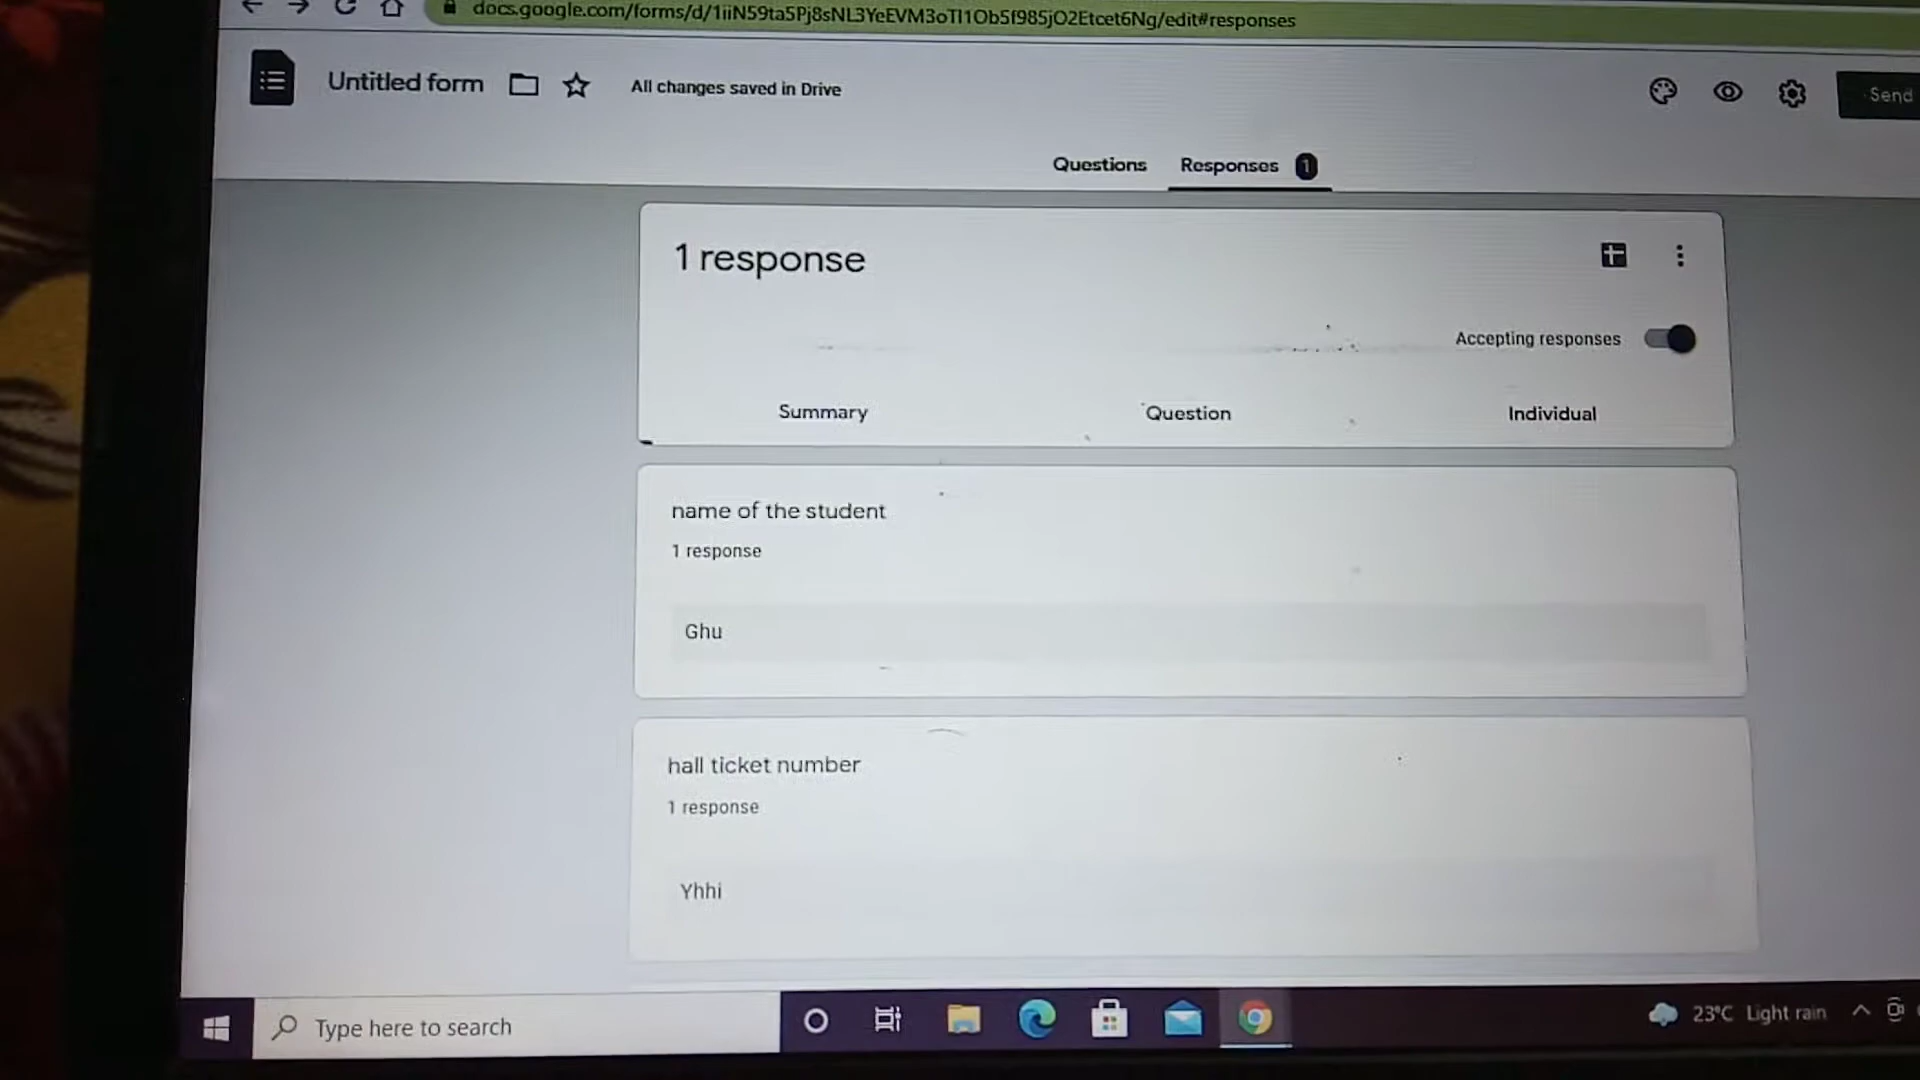 docs.google.com/forms/d/1iiN59ta5Pj8sNL3YeEVM3oTI1Ob5f985jO2Etcet6Ng/edit#responses
Untitled form
All changes saved in Drive
Send
Questions
Responses 1
1 response
Accepting responses
Summary
Question
Individual
name of the student
1 response
Ghu
hall ticket number
1 response
Yhhi
Type here to search
23°C Light rain